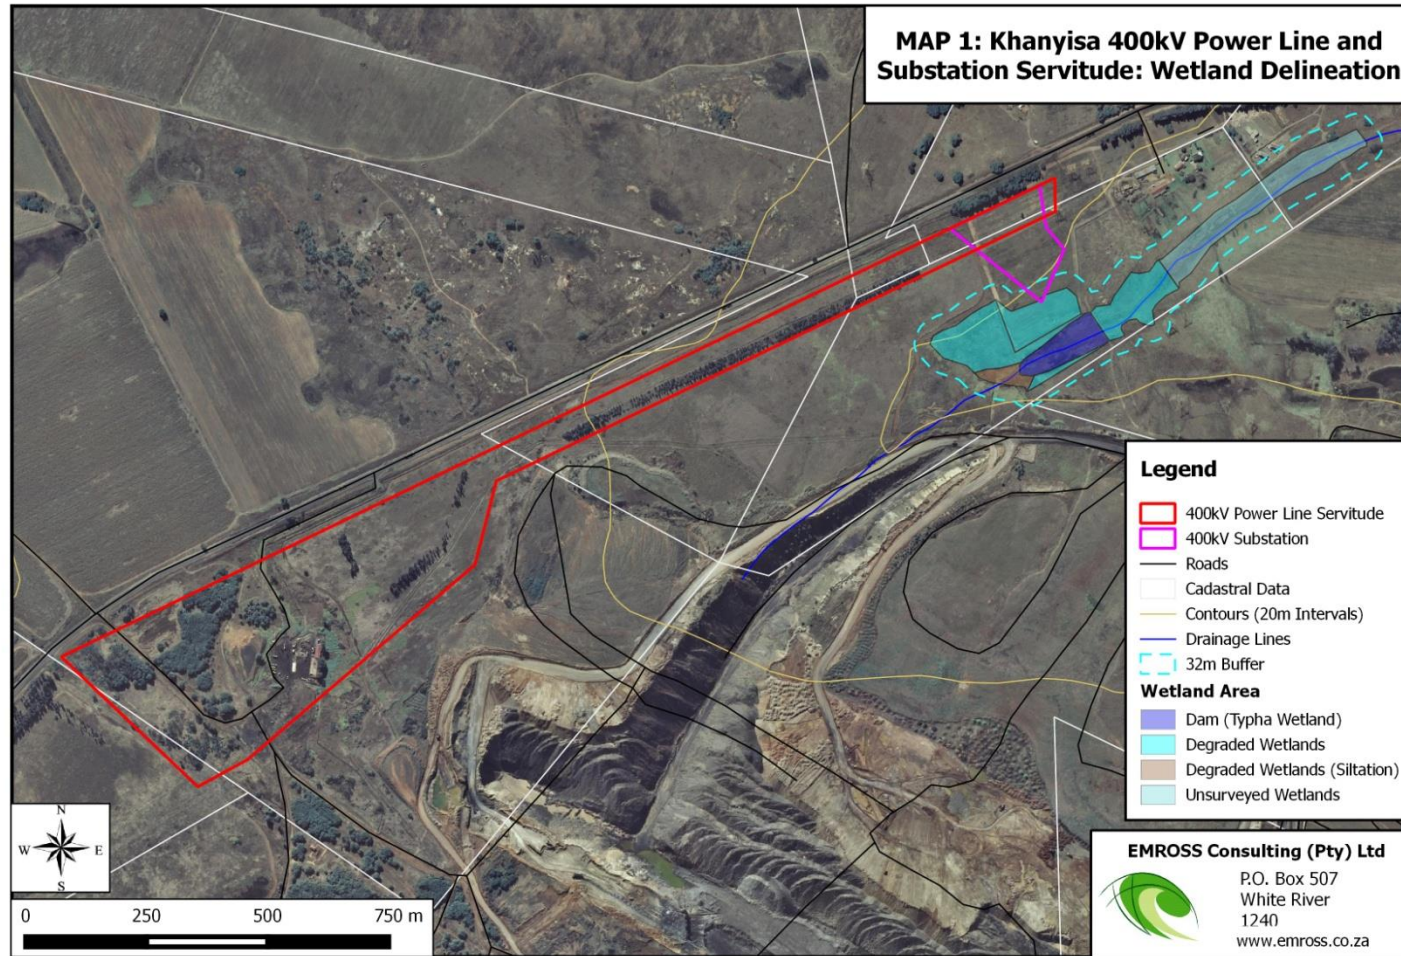 MAP 1: Khanyisa 400kV Power Line and
Substation Servitude: Wetland Delineation
Legend
400kV Power Line Servitude
400kV Substation
Roads
Cadastral Data
Contours (20m Intervals)
Drainage Lines
32m Buffer
Wetland Area
Dam (Typha Wetland)
Degraded Wetlands
Degraded Wetlands (Siltation)
Unsurveyed Wetlands
N
W E
S
0 250 500 750 m
EMROSS Consulting (Pty) Ltd
P.O. Box 507
White River
1240
www.emross.co.za